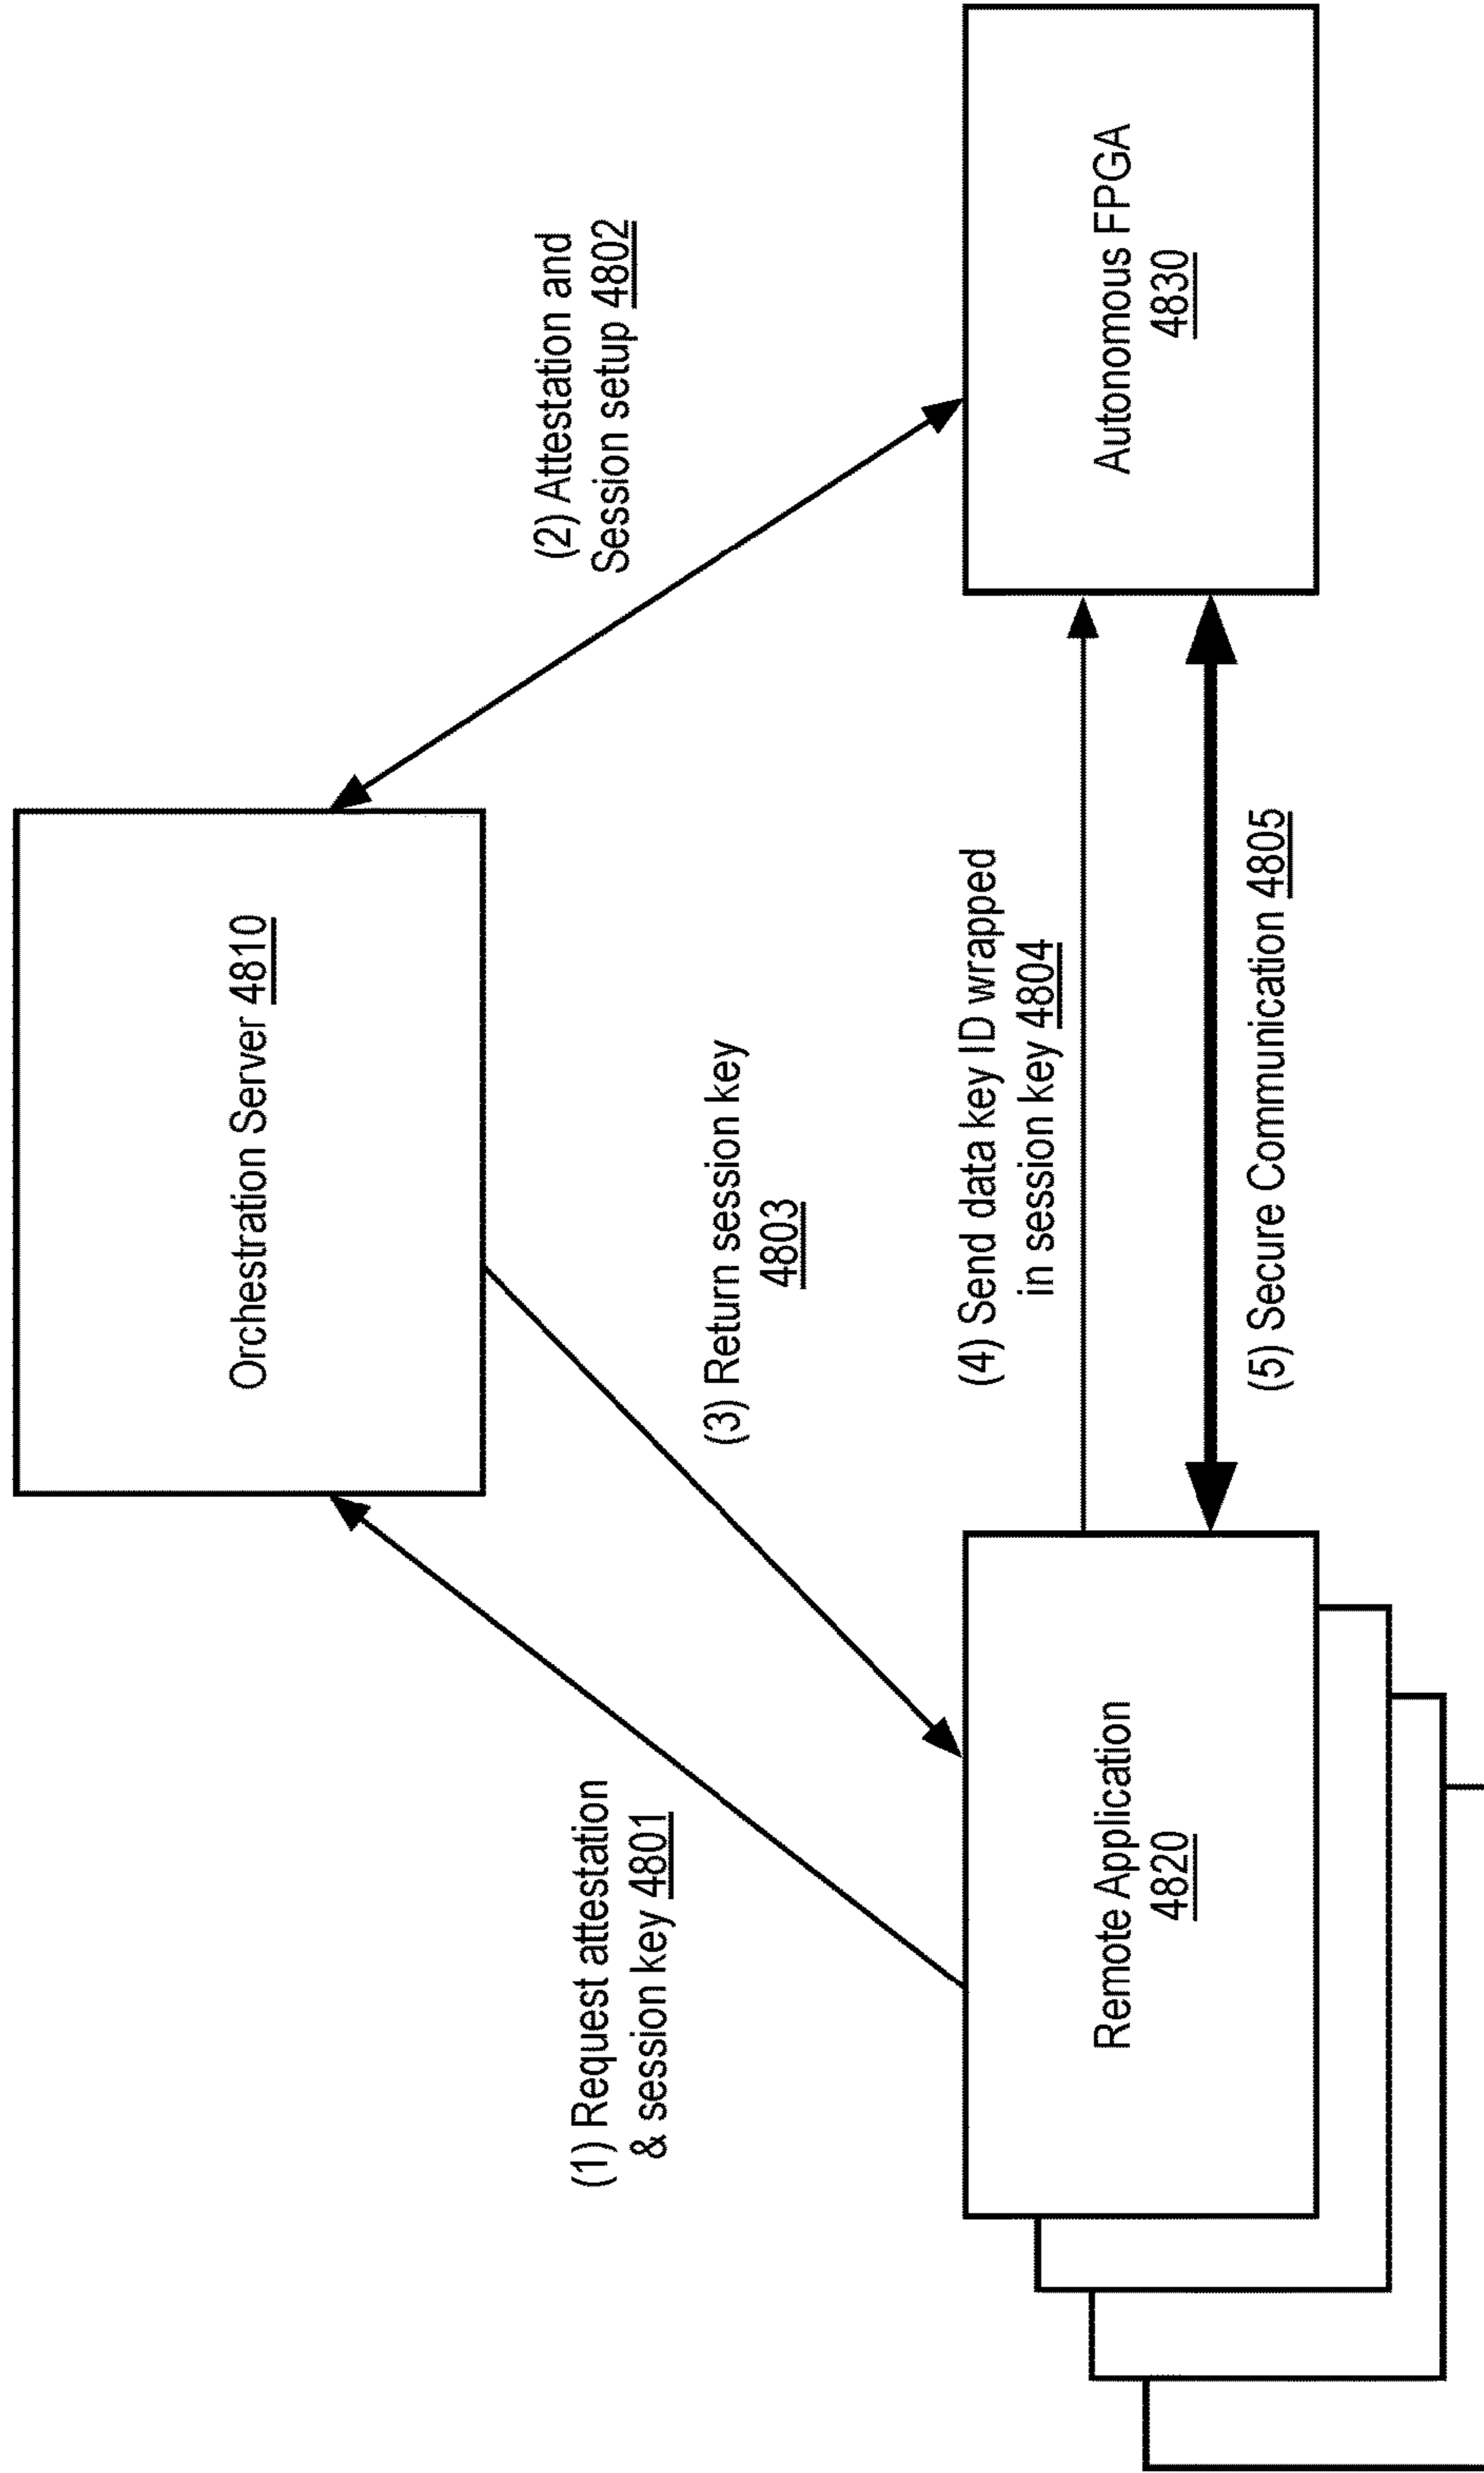 Orchestration Server 4810
(1) Request attestation
& session key 4801
(2) Attestation and
Session setup 4802
(3) Return session key
4803
Remote Application
4820
(4) Send data key ID wrapped
in session key 4804
(5) Secure Communication 4805
Autonomous FPGA
4830